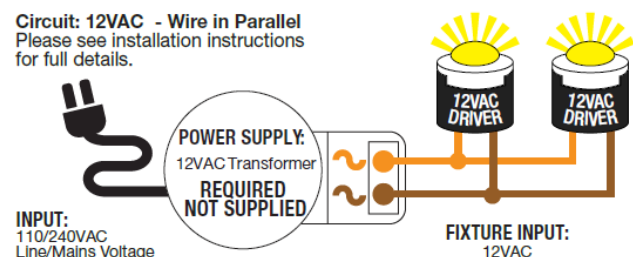 Circuit: 12VAC - Wire in Parallel
Please see installation instructions
for full details.
12VAC
DRIVER
12VAC
DRIVER
POWER SUPPLY:
12VAC Transformer
REQUIRED
NOT SUPPLIED
INPUT:
110/240VAC
Line/Mains Voltage
FIXTURE INPUT:
12VAC